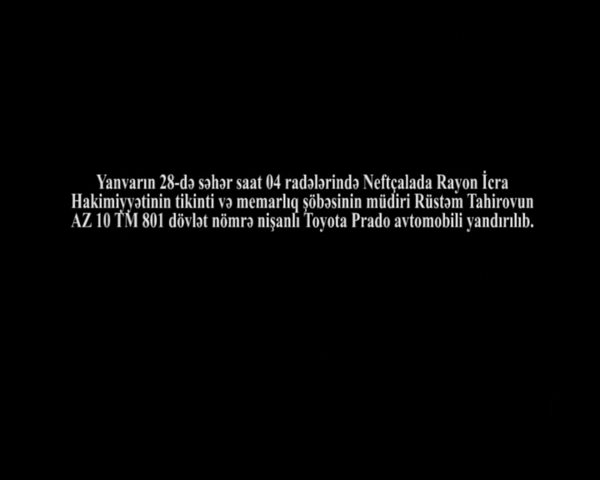 Yanvarın 28-də səhər saat 04 radələrində Neftçalada Rayon İcra
Hakimiyyətinin tikinti və memarlıq şöbəsinin müdiri Rüstəm Tahirovun
AZ 10 TM 801 dövlət nömrə nişanlı Toyota Prado avtomobili yandırılıb.